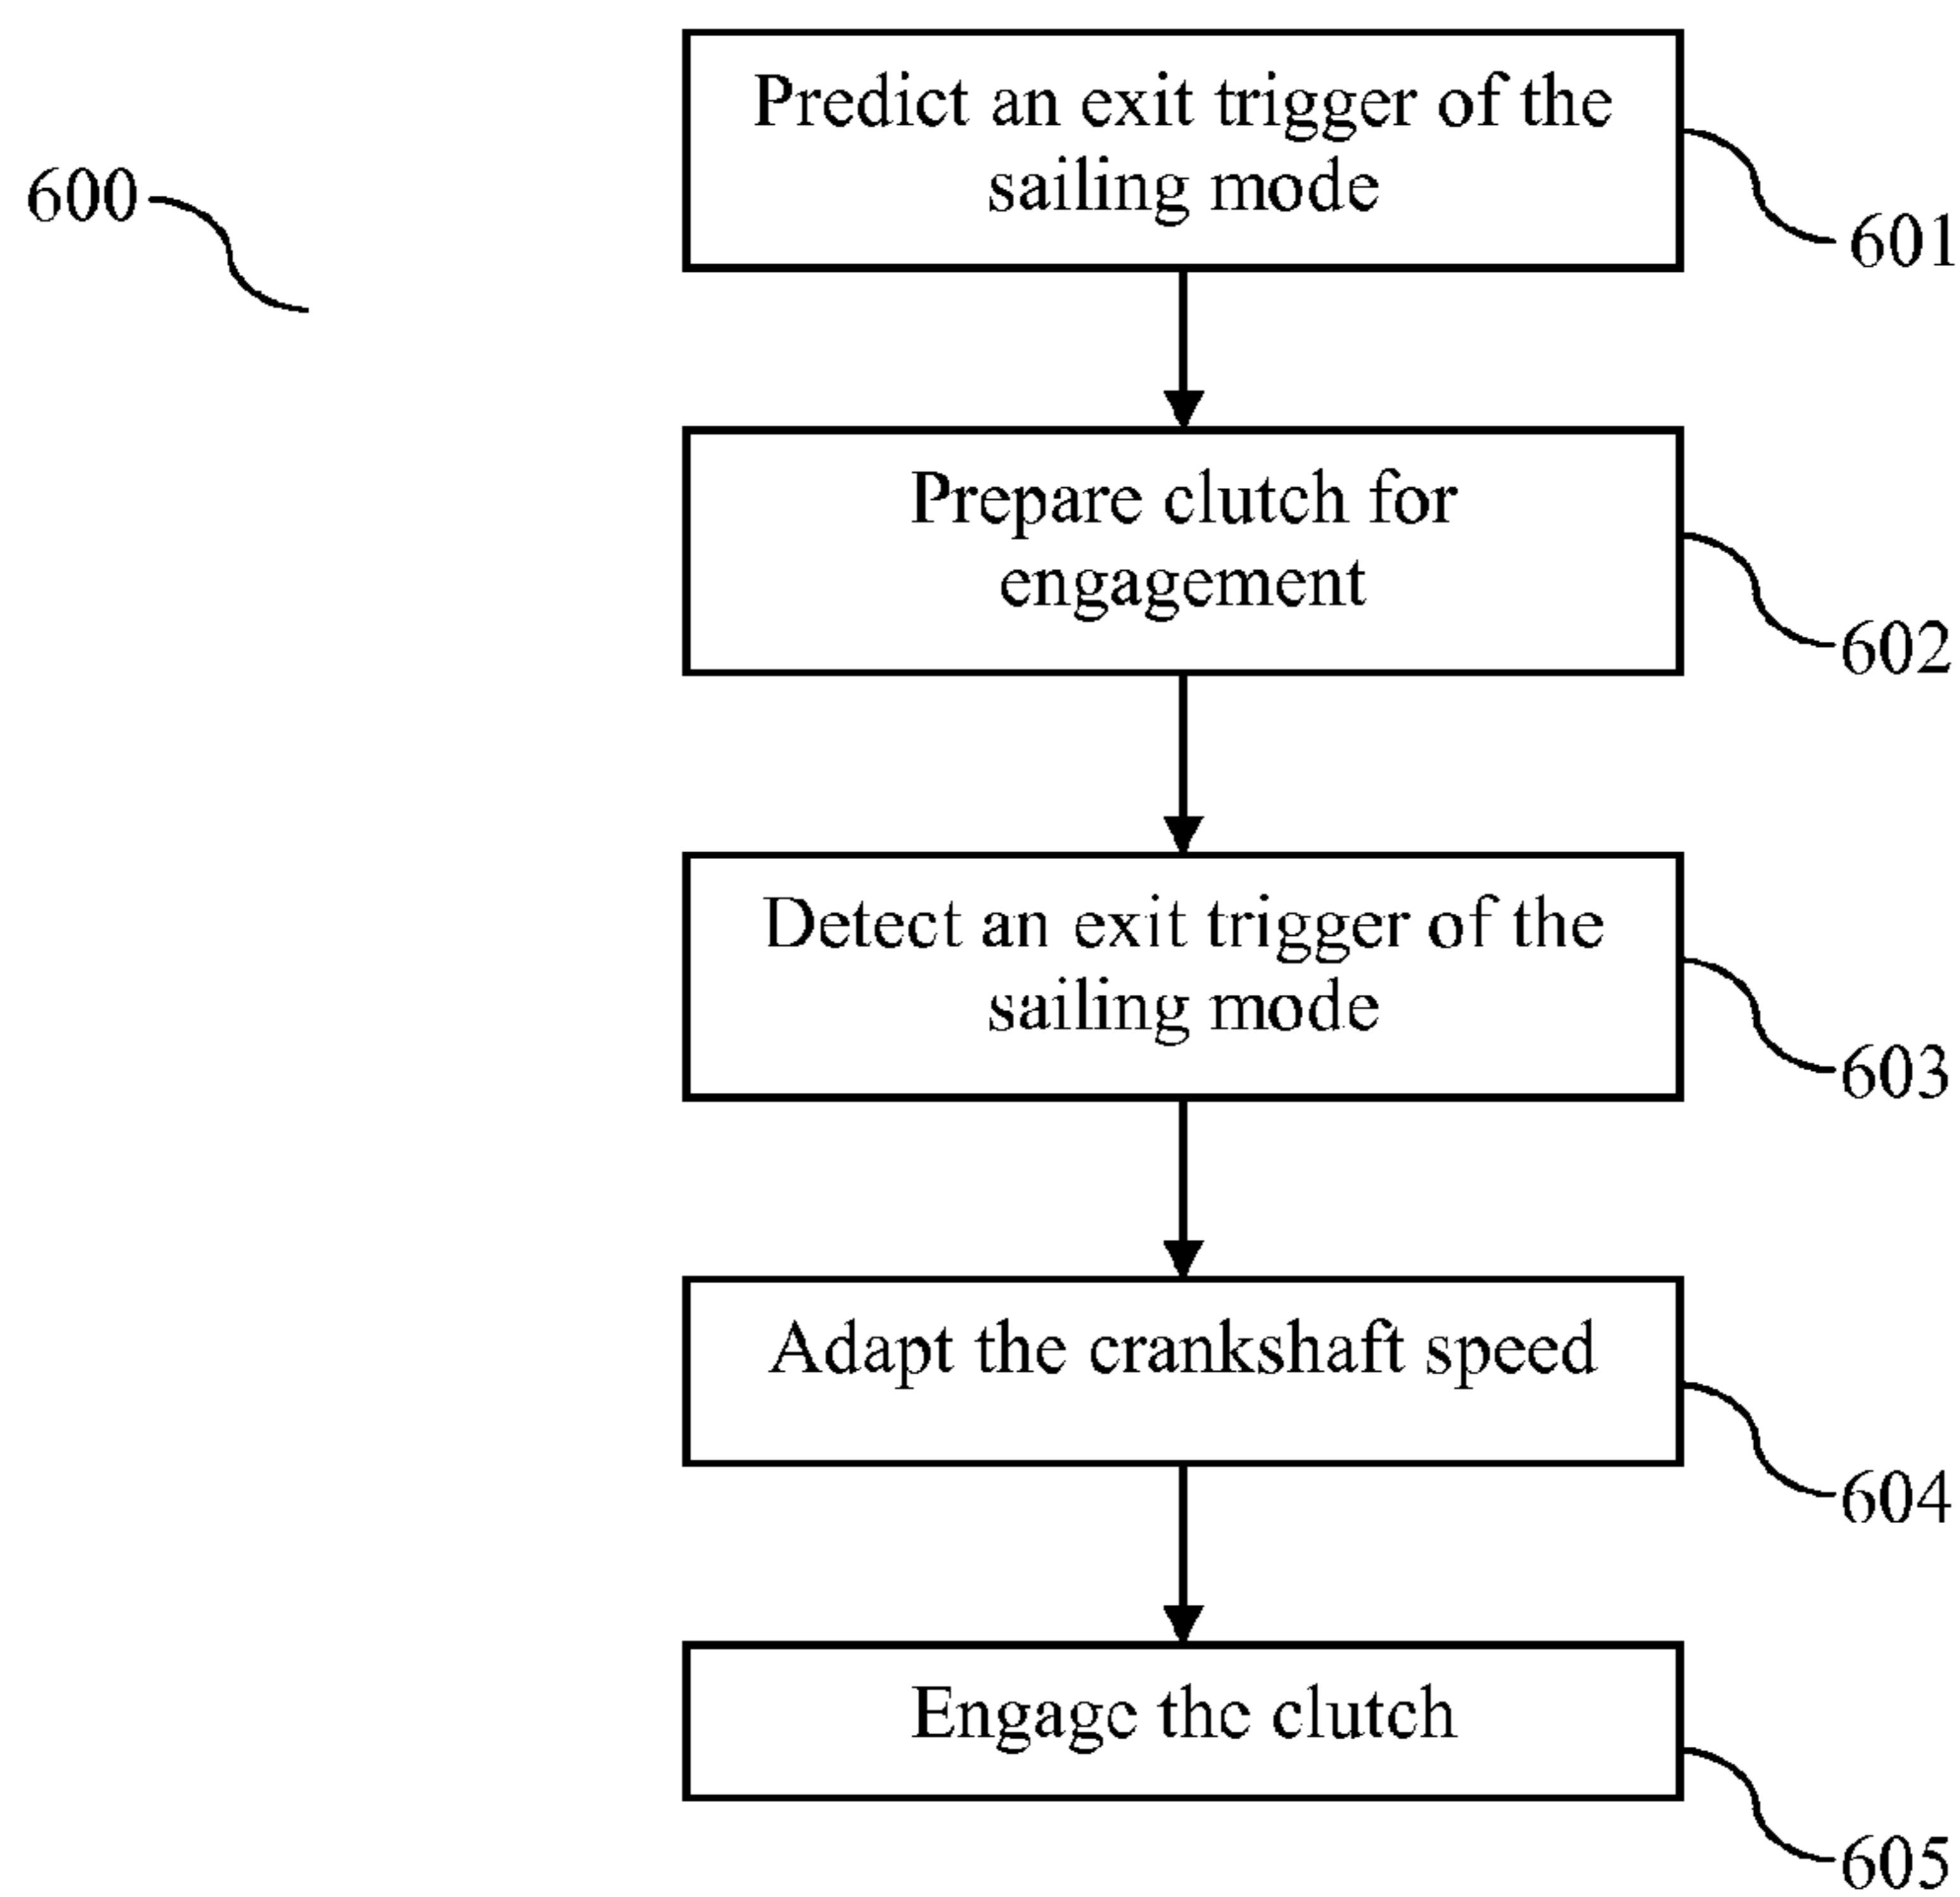 Predict an exit trigger of the
sailing mode
600
601
Prepare clutch for
engagement
602
Detect an exit trigger of the
sailing mode
603
Adapt the crankshaft speed
604
Engage the clutch
605